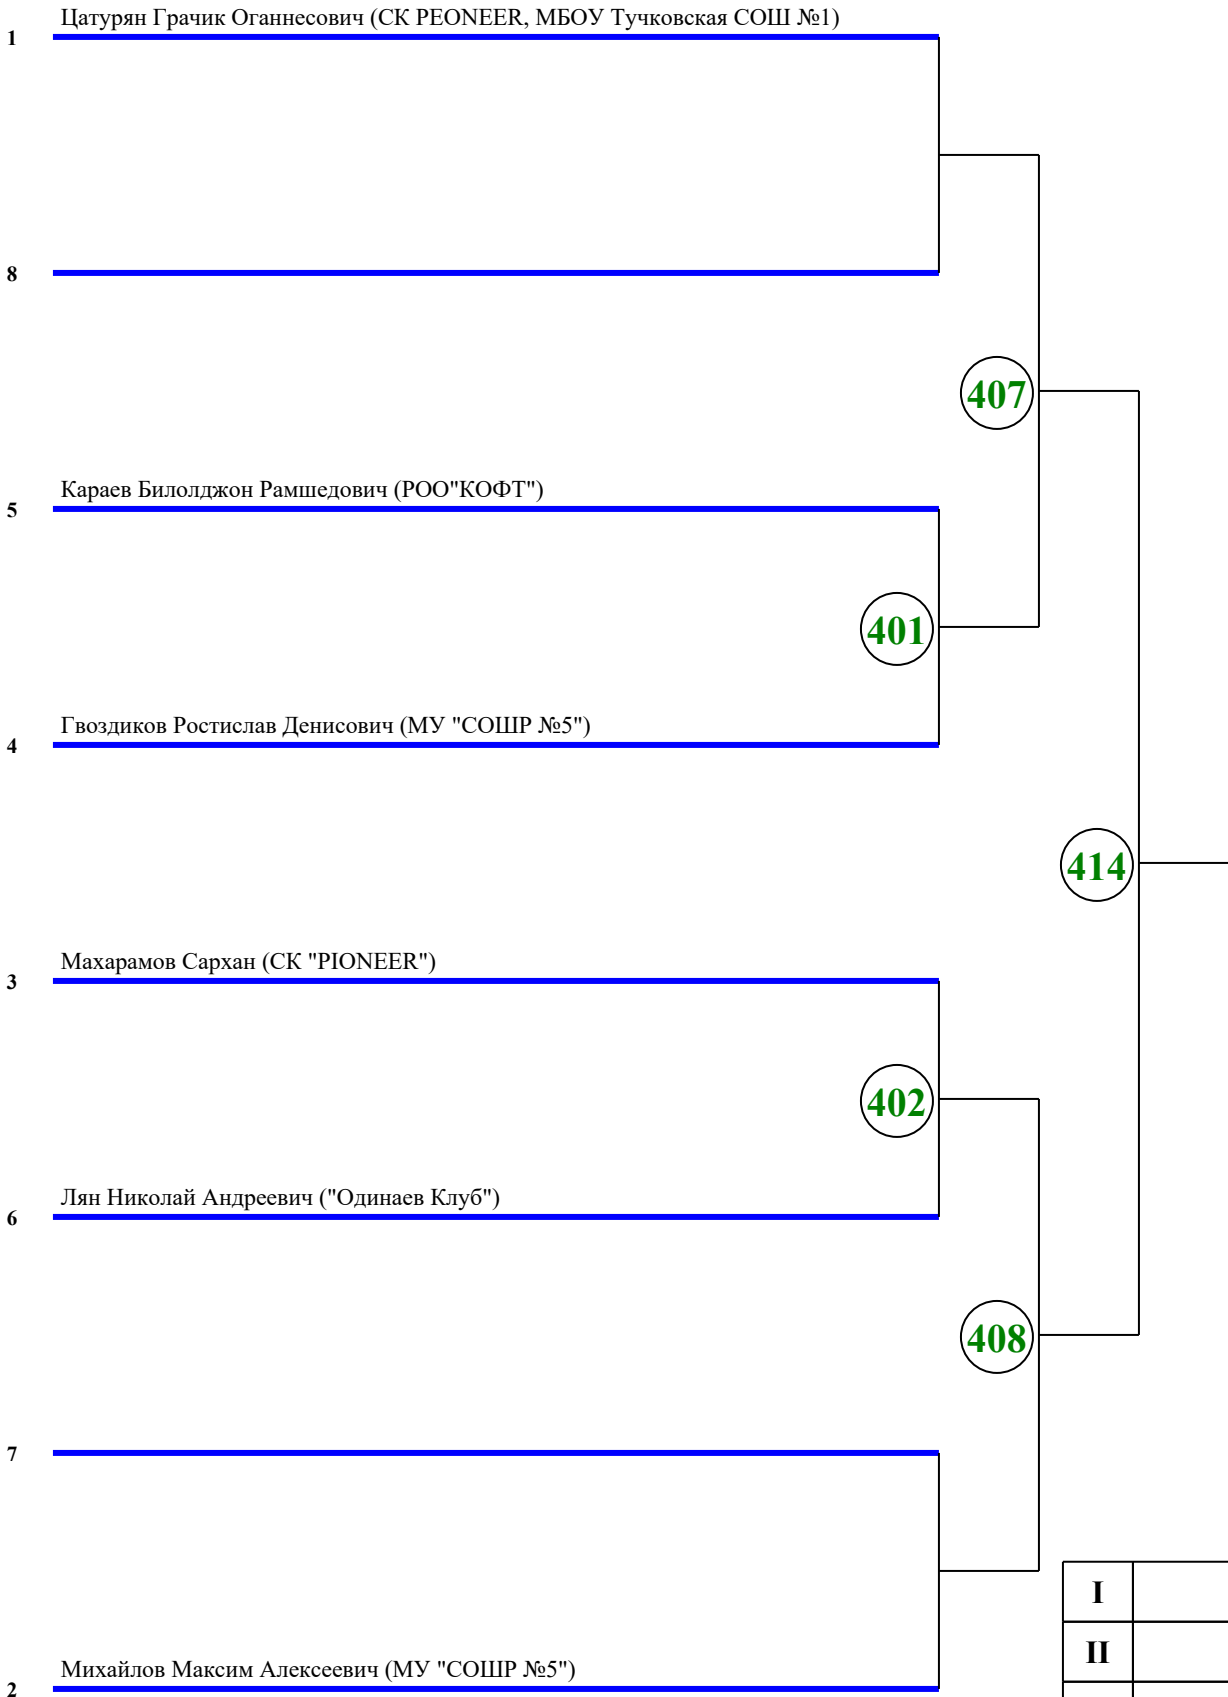 Цатурян Грачик Оганнесович (СК PEONEER, МБОУ Тучковская СОШ №1)
1
8
407
Караев Билолджон Рамшедович (РОО"КОФТ")
5
401
Гвоздиков Ростислав Денисович (МУ "СОШР №5")
4
414
Махарамов Сархан (СК "PIONEER")
3
402
Лян Николай Андреевич ("Одинаев Клуб")
6
408
7
I
II
Михайлов Максим Алексеевич (МУ "СОШР №5")
2